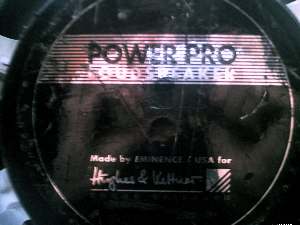 POWER PRO
LOUDSPEAKER
Made by EMINENCE / USA for
Hughes & Kettner